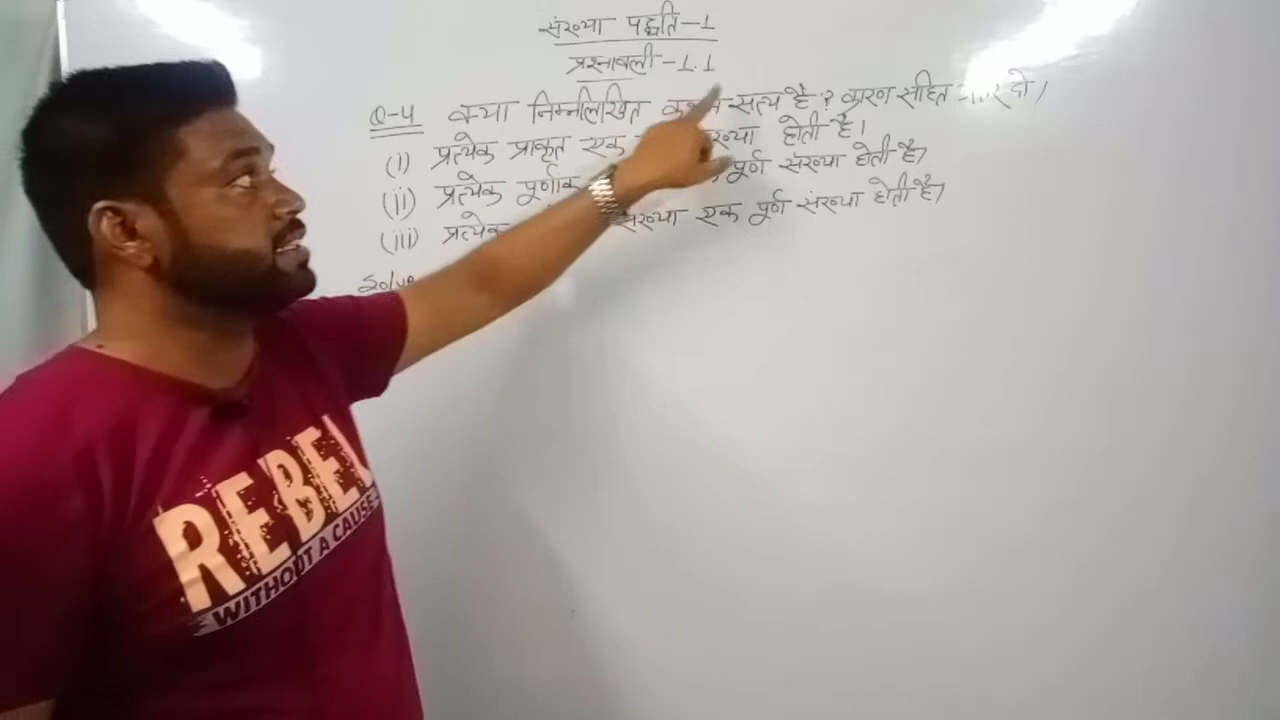 संख्या पद्धति-1
प्रश्नावली-1.1
Q-4 क्या निम्नलिखित सत्य है? कारण सहित दो।
(i) प्रत्येक प्राकृत एक होती है।
(ii) प्रत्येक पूर्णांक पूर्ण संख्या होती है।
(iii) प्रत्येक संख्या एक पूर्ण संख्या होती है।
REBEL
WITHOUT A CAUSE